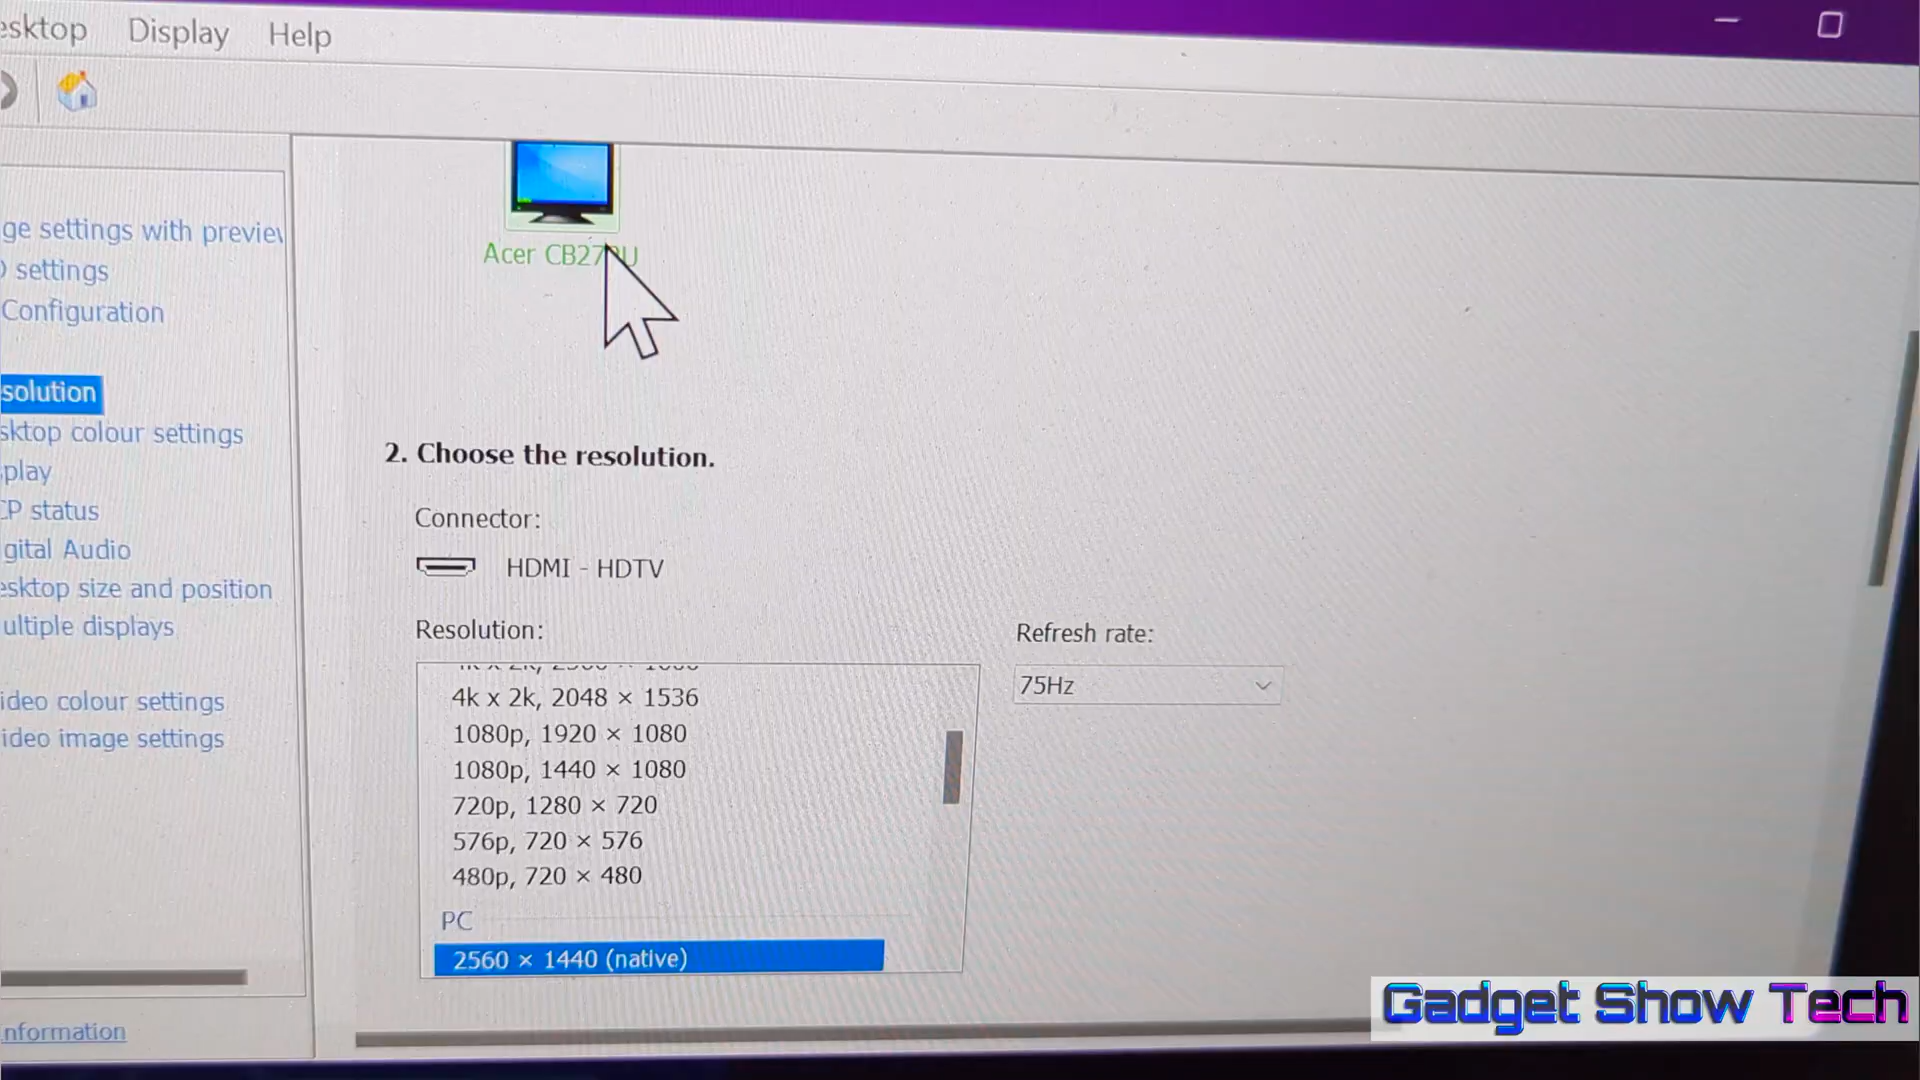 esktop Display Help
ge settings with preview
settings
Configuration
Acer CB27 U
solution
sktop colour settings
play
CP status
gital Audio
esktop size and position
ultiple displays
ideo colour settings
ideo image settings
nformation
2. Choose the resolution.
Connector:
HDMI - HDTV
Resolution:
4k x 2k, 2048 × 1536
1080p, 1920 × 1080
1080p, 1440 × 1080
720p, 1280 × 720
576p, 720 × 576
480p, 720 × 480
PC
2560 × 1440 (native)
Refresh rate:
75Hz
Gadget Show Tech